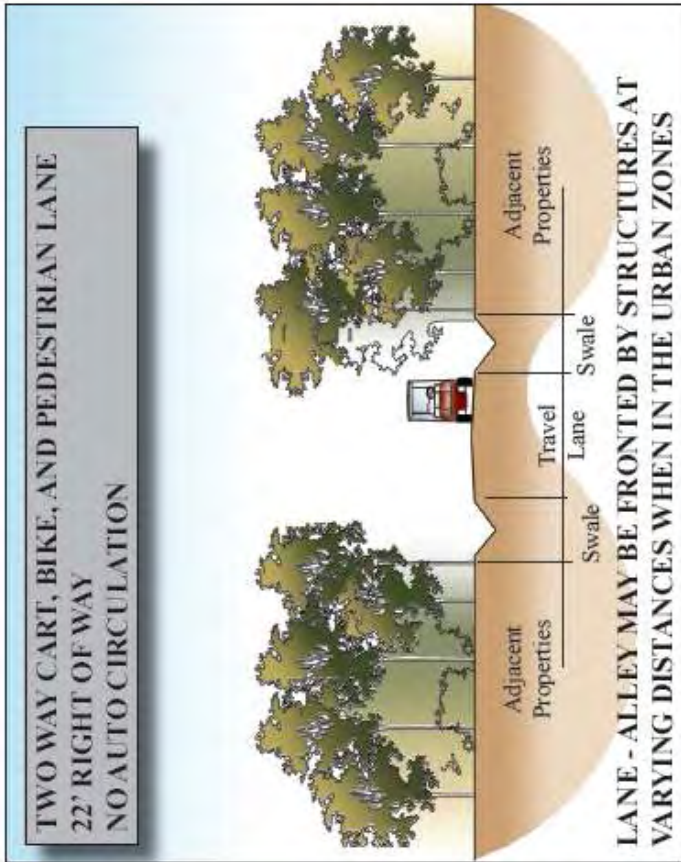 TWO WAY CART, BIKE, AND PEDESTRIAN LANE
22' RIGHT OF WAY
NO AUTO CIRCULATION
Adjacent
Properties
Swale
Travel
Lane
Swale
Adjacent
Properties
LANE - ALLEY MAY BE FRONTED BY STRUCTURES AT
VARYING DISTANCES WHEN IN THE URBAN ZONES